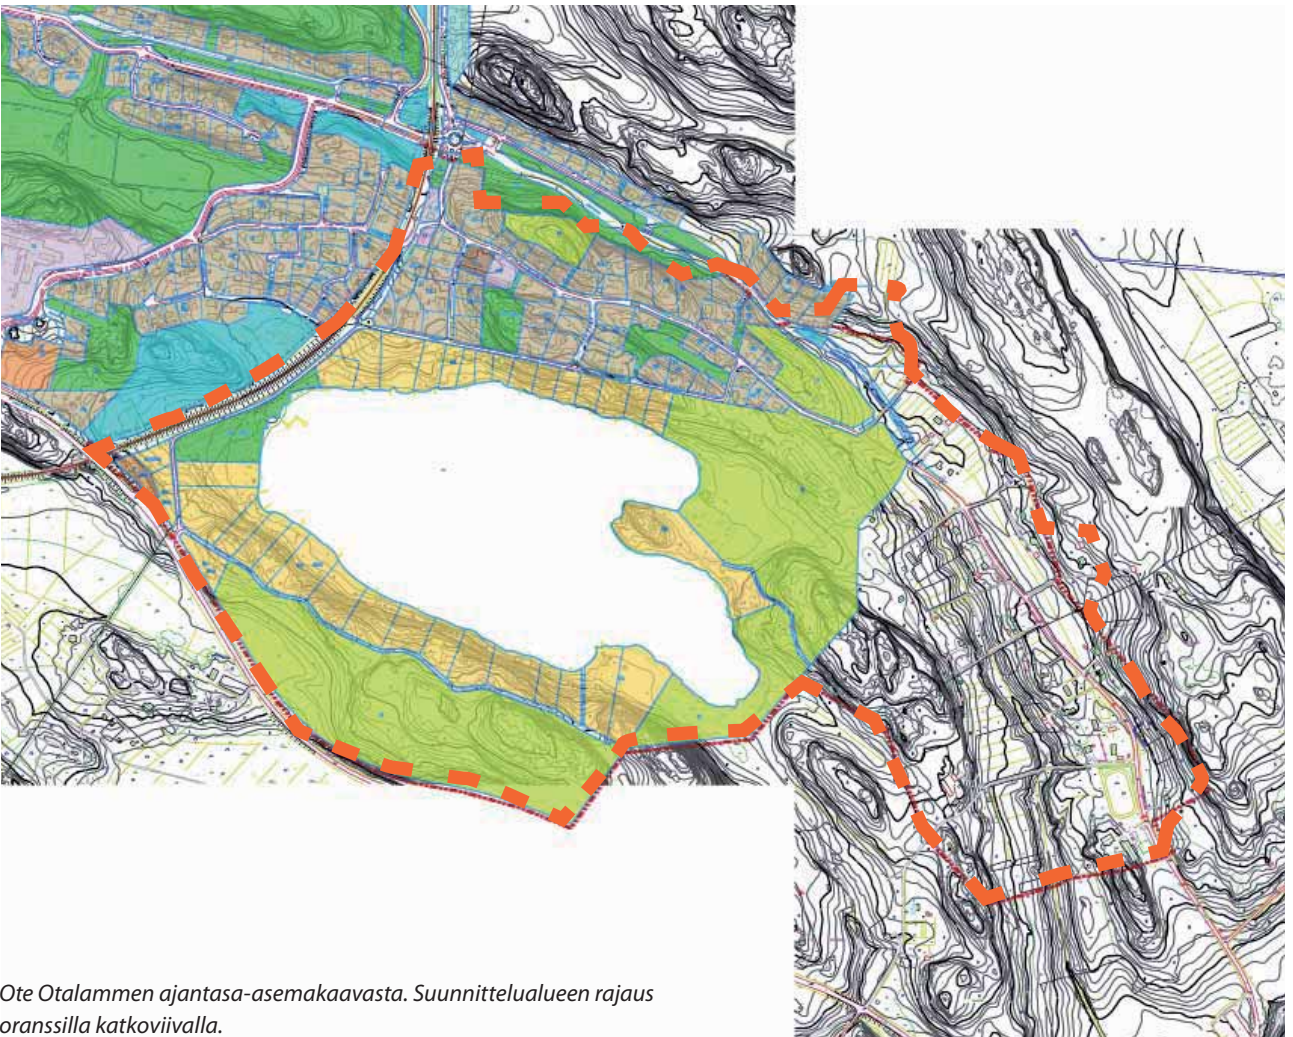 Ote Otalammen ajantasa-asemakaavasta. Suunnittelualueen rajaus
oranssilla katkoviivalla.